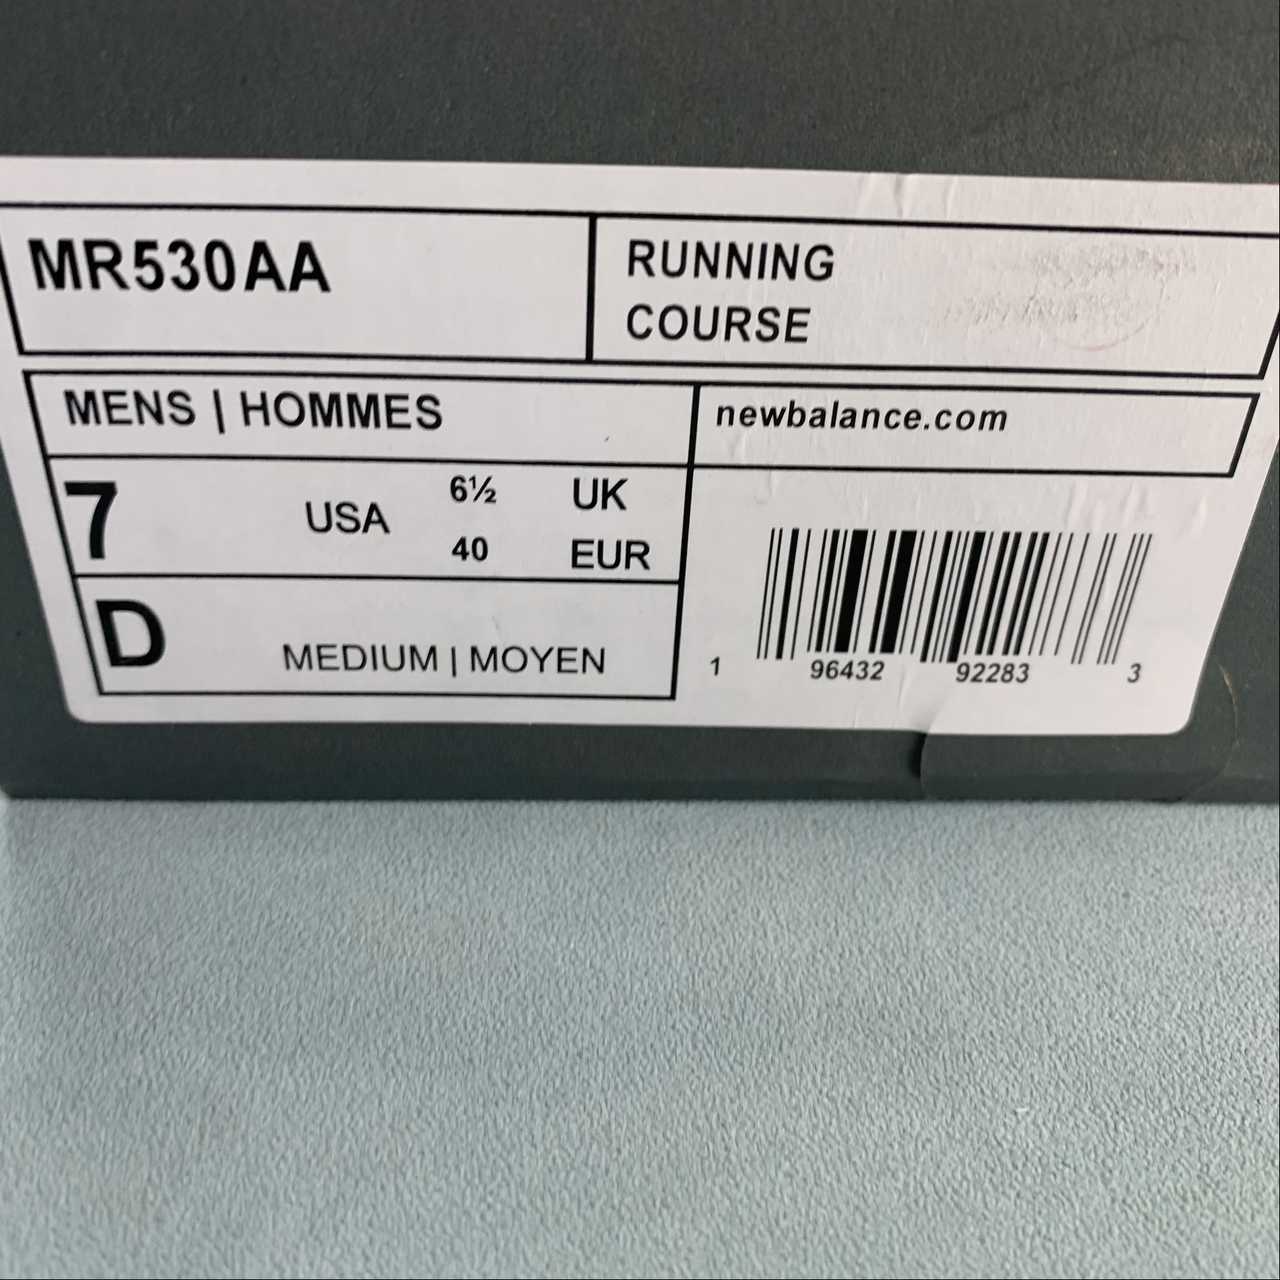 MR530AA
RUNNING
COURSE
MENS | HOMMES
newbalance.com
7 USA
6½ UK
40 EUR
D MEDIUM | MOYEN
1 96432 92283 3